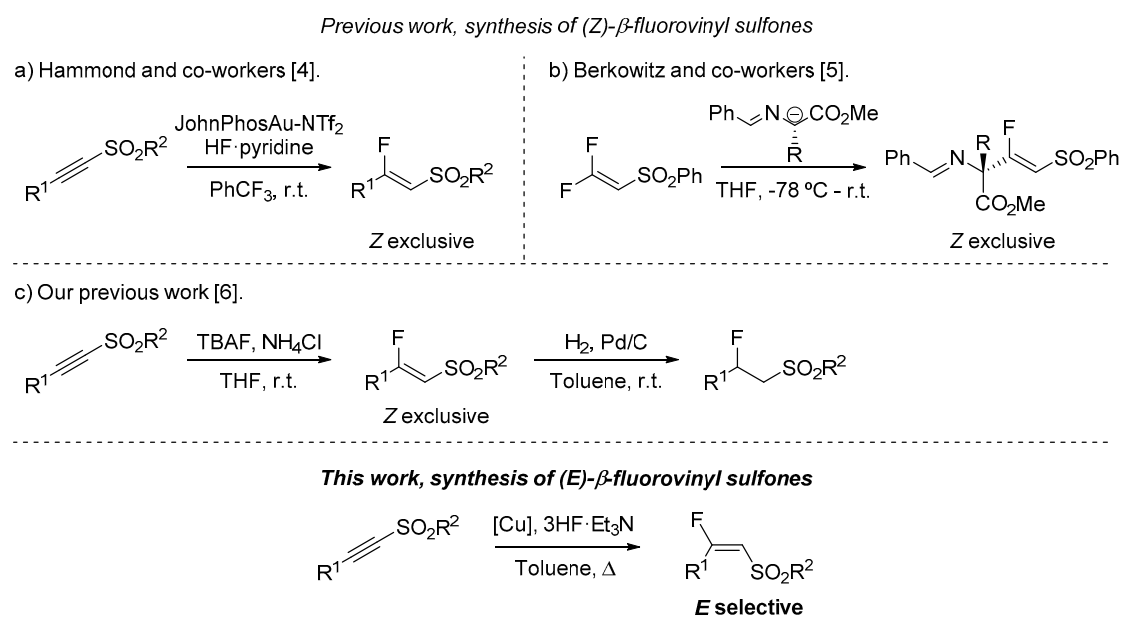 Previous work, synthesis of (Z)-β-fluorovinyl sulfones
a) Hammond and co-workers [4].
SO2R2
R1
JohnPhosAu-NTf2
HF·pyridine
PhCF3, r.t.
F
R1
SO2R2
Z exclusive
b) Berkowitz and co-workers [5].
F
F
SO2Ph
Ph
N
CO2Me
R
THF, -78 ºC - r.t.
Ph
N
R
F
SO2Ph
CO2Me
Z exclusive
c) Our previous work [6].
SO2R2
R1
TBAF, NH4Cl
THF, r.t.
F
R1
SO2R2
Z exclusive
H2, Pd/C
Toluene, r.t.
F
R1
SO2R2
This work, synthesis of (E)-β-fluorovinyl sulfones
SO2R2
R1
[Cu], 3HF·Et3N
Toluene, Δ
F
R1
SO2R2
E selective